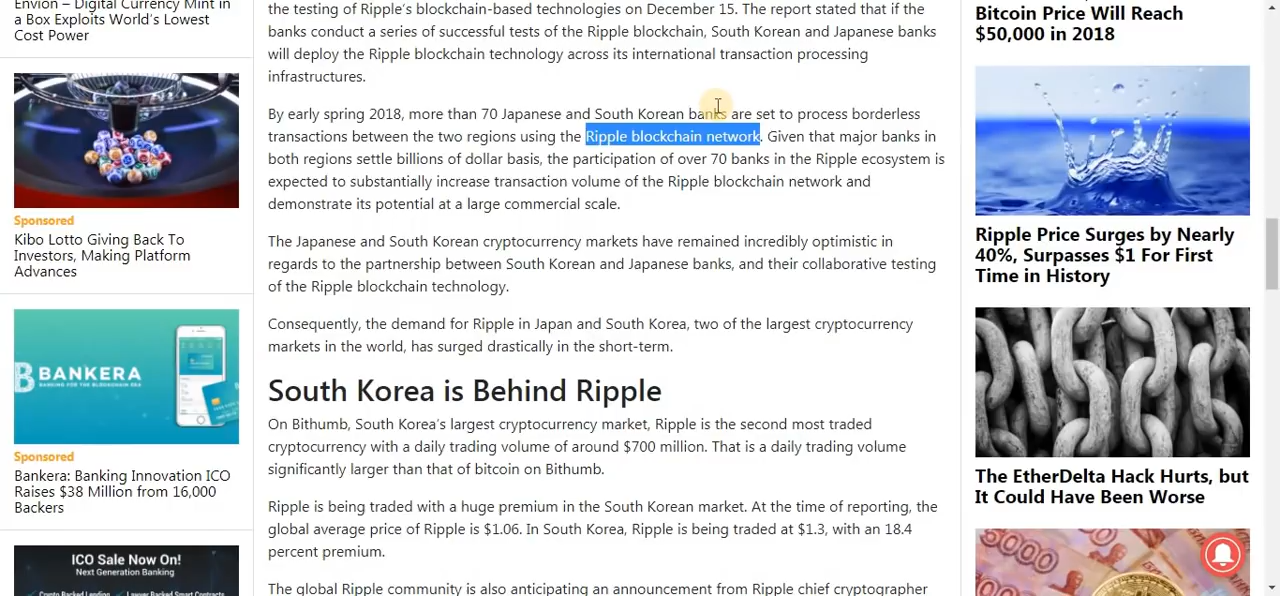 Envion – Digital Currency Mint in
a Box Exploits World's Lowest
Cost Power
Sponsored
Kibo Lotto Giving Back To
Investors, Making Platform
Advances
BANKERA
BANKING FOR THE BLOCKCHAIN ERA
Sponsored
Bankera: Banking Innovation ICO
Raises $38 Million from 16,000
Backers
ICO Sale Now On!
Next Generation Banking
Crypto Backed Lending
Lawyer Backed Smart Contracts
the testing of Ripple's blockchain-based technologies on December 15. The report stated that if the
banks conduct a series of successful tests of the Ripple blockchain, South Korean and Japanese banks
will deploy the Ripple blockchain technology across its international transaction processing
infrastructures.
By early spring 2018, more than 70 Japanese and South Korean banks are set to process borderless
transactions between the two regions using the Ripple blockchain network. Given that major banks in
both regions settle billions of dollar basis, the participation of over 70 banks in the Ripple ecosystem is
expected to substantially increase transaction volume of the Ripple blockchain network and
demonstrate its potential at a large commercial scale.
The Japanese and South Korean cryptocurrency markets have remained incredibly optimistic in
regards to the partnership between South Korean and Japanese banks, and their collaborative testing
of the Ripple blockchain technology.
Consequently, the demand for Ripple in Japan and South Korea, two of the largest cryptocurrency
markets in the world, has surged drastically in the short-term.
South Korea is Behind Ripple
On Bithumb, South Korea's largest cryptocurrency market, Ripple is the second most traded
cryptocurrency with a daily trading volume of around $700 million. That is a daily trading volume
significantly larger than that of bitcoin on Bithumb.
Ripple is being traded with a huge premium in the South Korean market. At the time of reporting, the
global average price of Ripple is $1.06. In South Korea, Ripple is being traded at $1.3, with an 18.4
percent premium.
The global Ripple community is also anticipating an announcement from Ripple chief cryptographer
Bitcoin Price Will Reach
$50,000 in 2018
Ripple Price Surges by Nearly
40%, Surpasses $1 For First
Time in History
The EtherDelta Hack Hurts, but
It Could Have Been Worse
5000